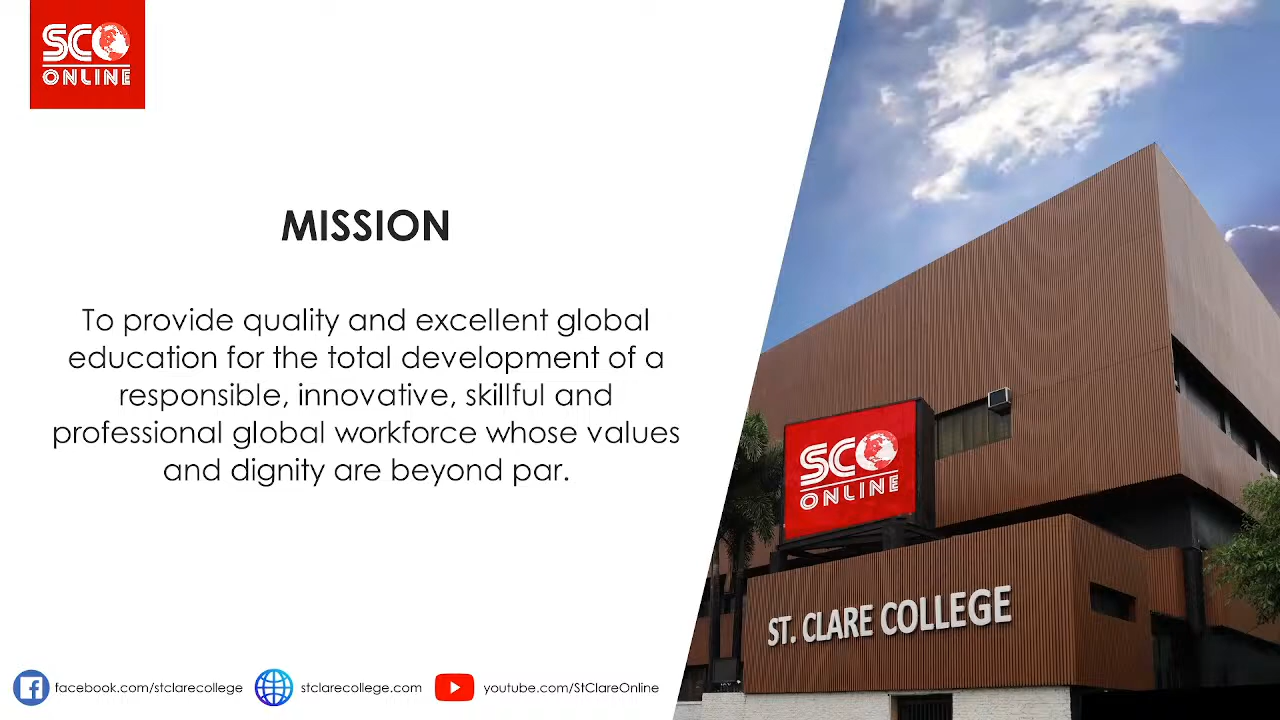 SCO
ONLINE
MISSION
To provide quality and excellent global
education for the total development of a
responsible, innovative, skillful and
professional global workforce whose values
and dignity are beyond par.
SCO
ONLINE
ST. CLARE COLLEGE
facebook.com/stclarecollege
stclarecollege.com
youtube.com/StClareOnline